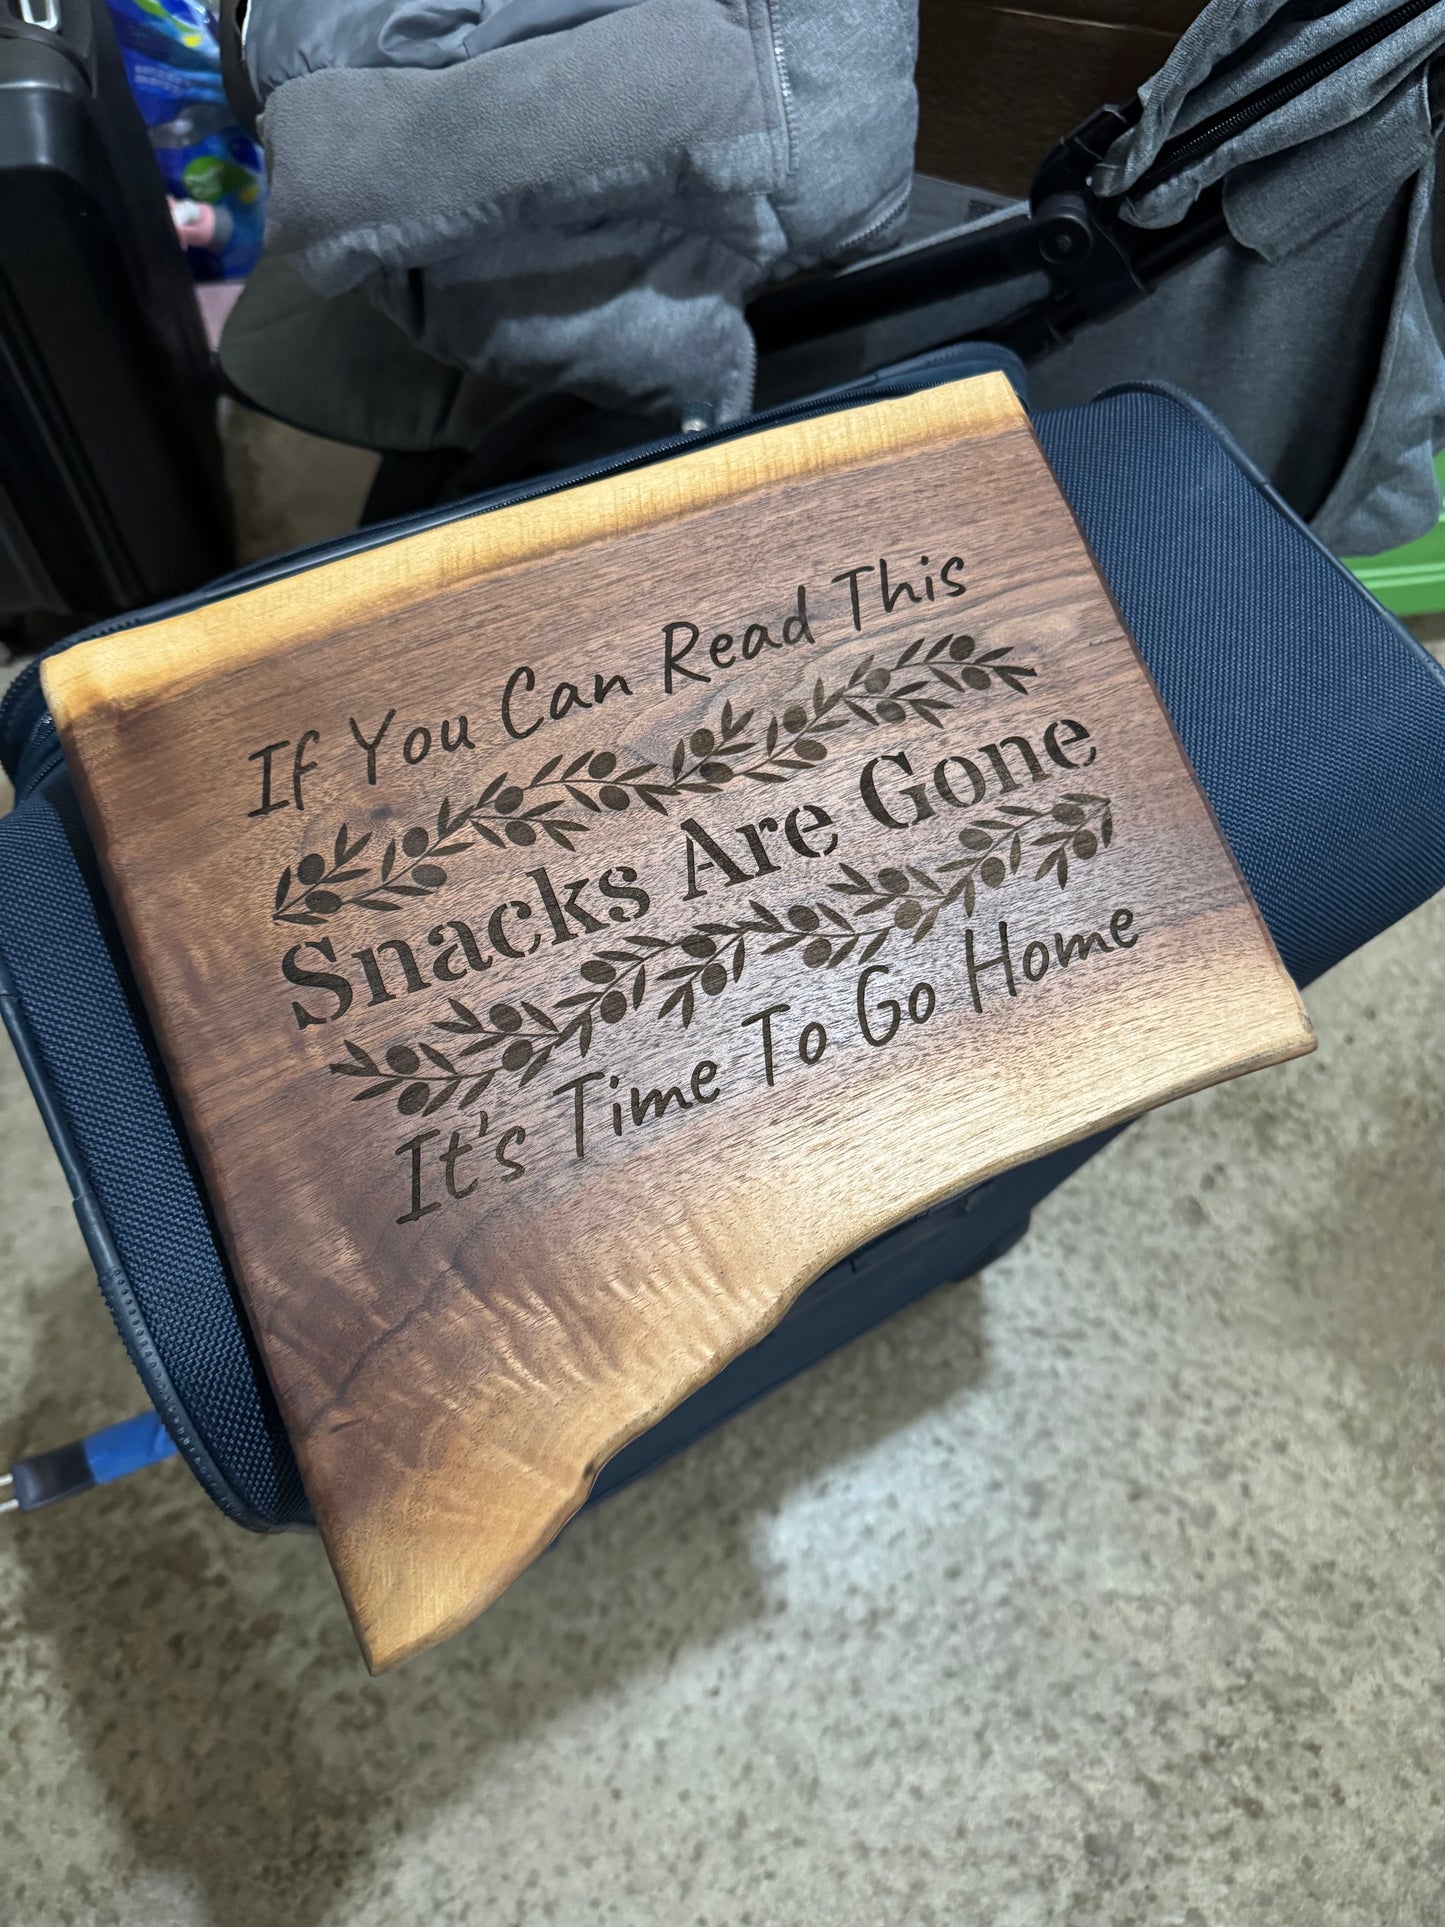 If You Can Read This
Snacks Are Gone
It's Time To Go Home